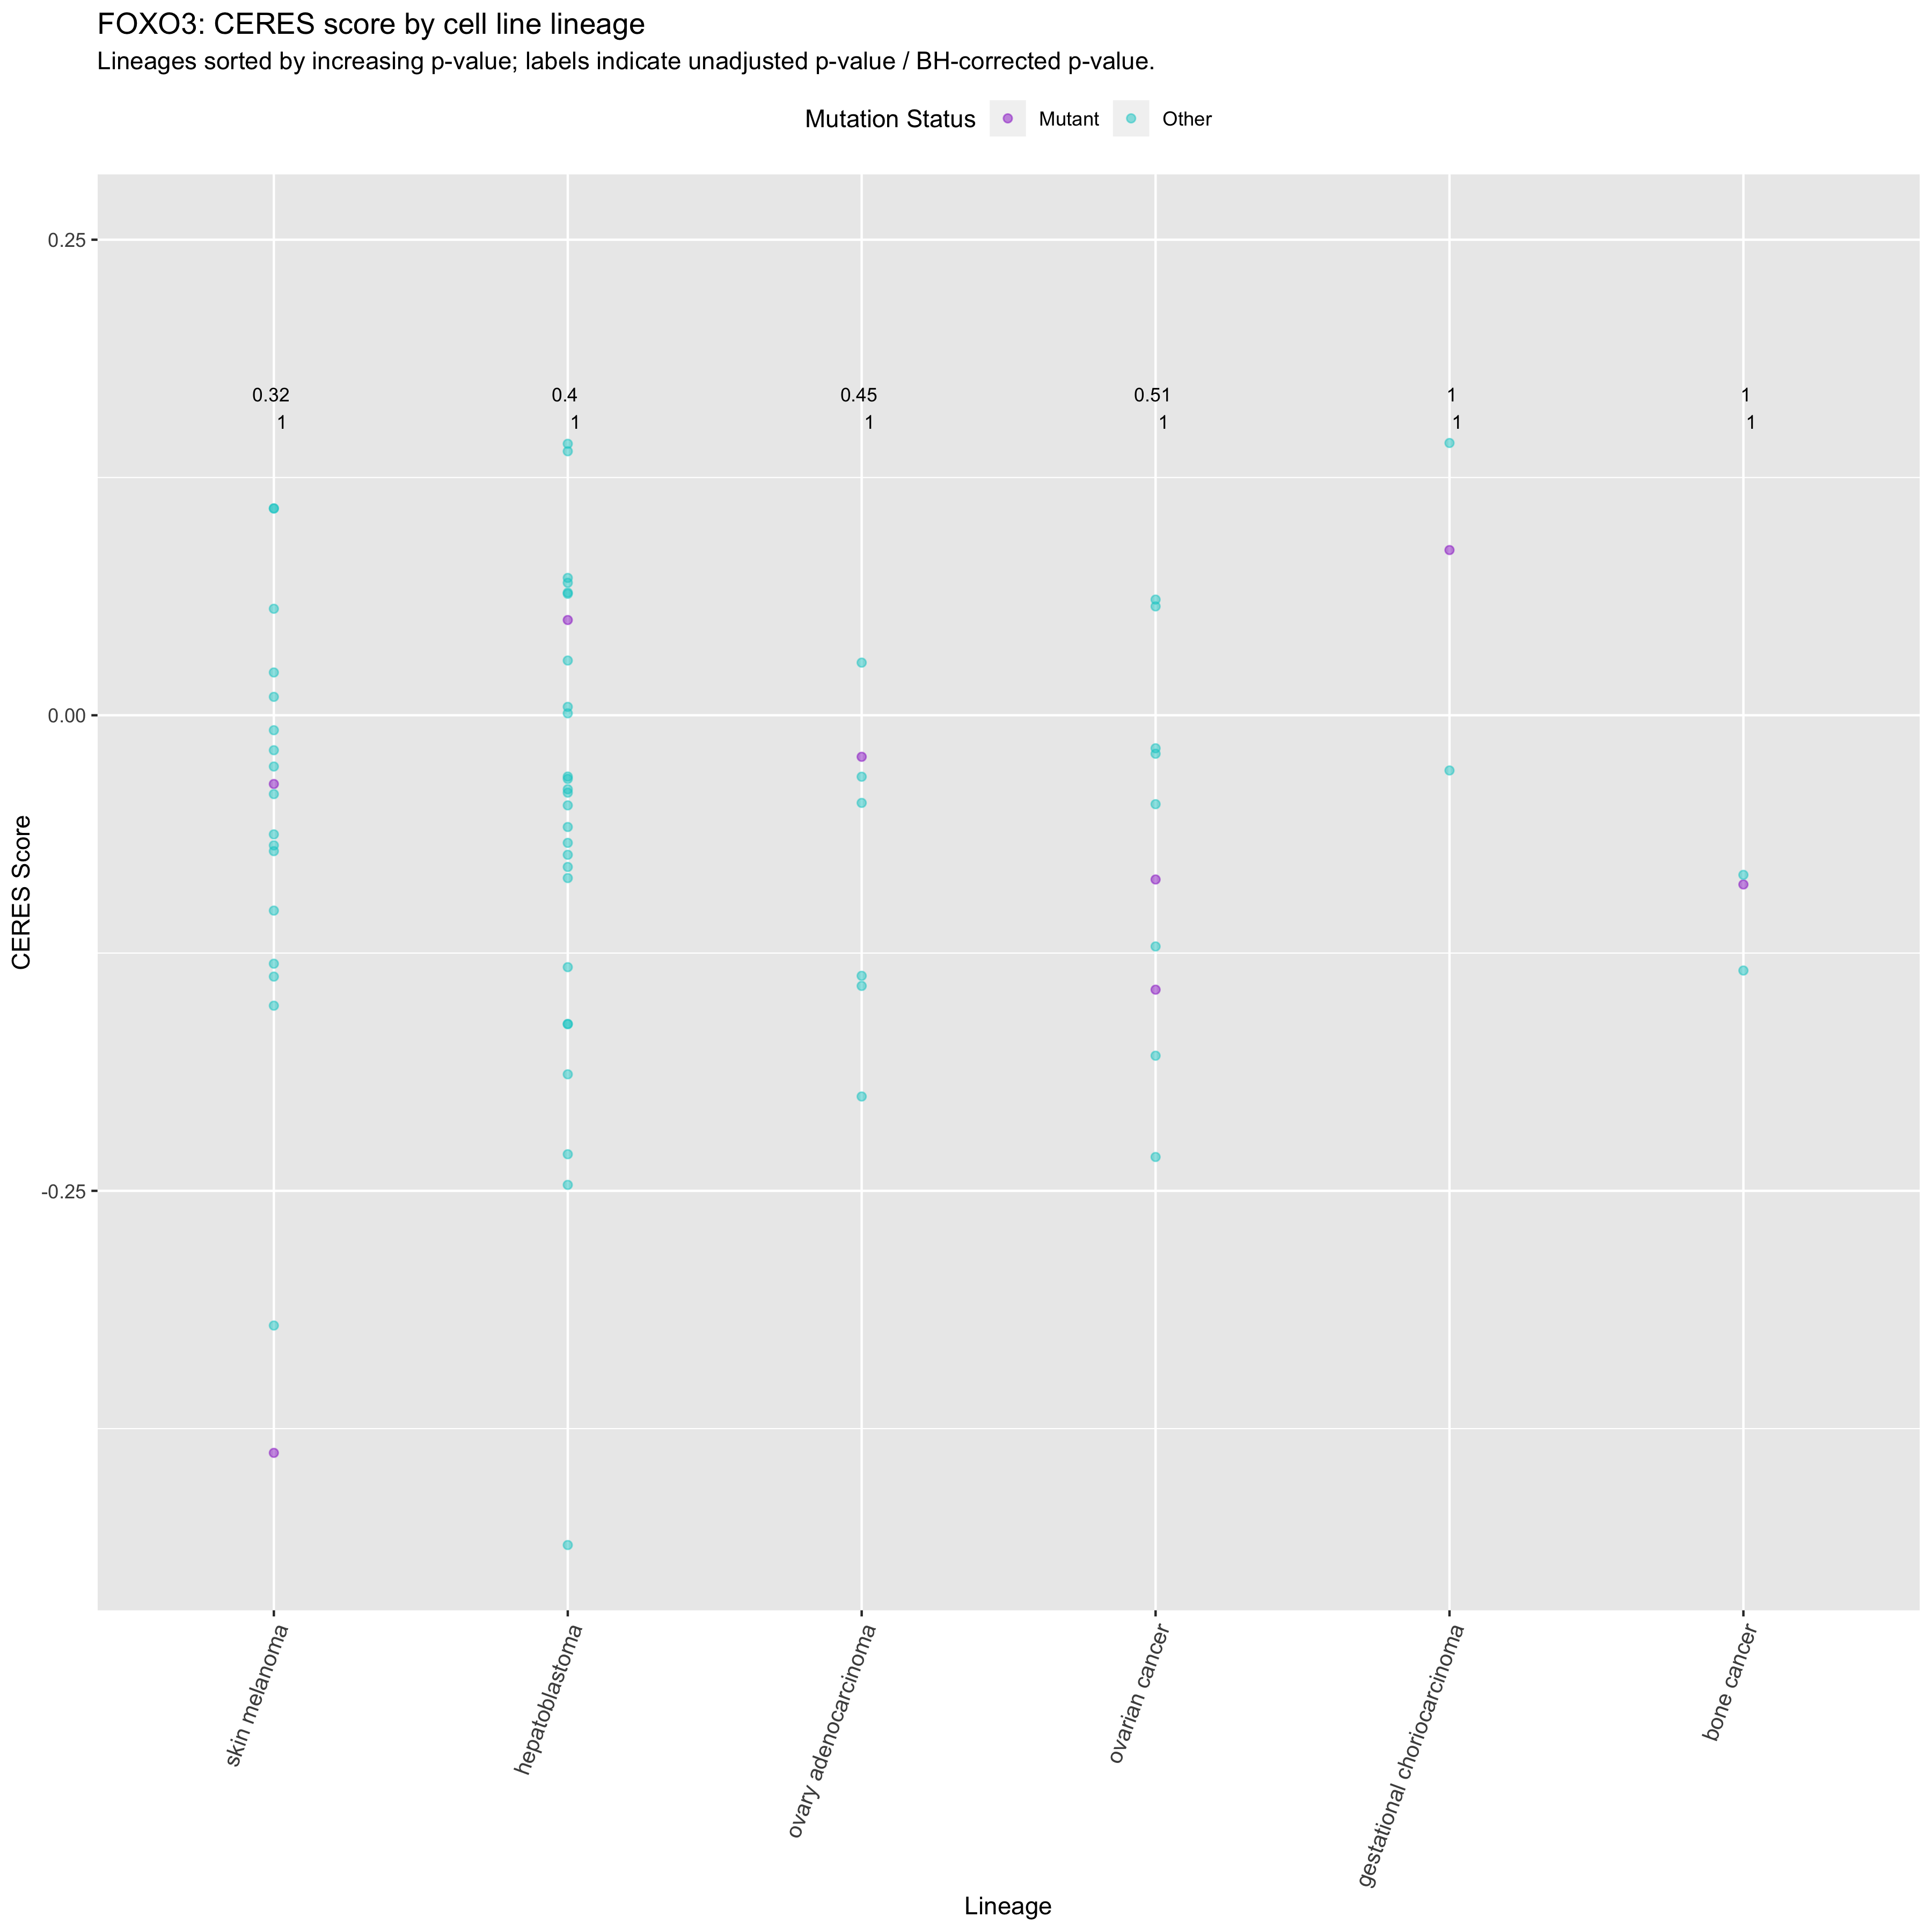 FOXO3: CERES score by cell line lineage
Lineages sorted by increasing p-value; labels indicate unadjusted p-value / BH-corrected p-value.
Mutation Status Mutant Other
0.25
0.32 0.4 0.45 0.51 1 1
1 1 1 1 1 1
0.00
CERES Score
-0.25
skin melanoma
hepatoblastoma
ovary adenocarcinoma
ovarian cancer
gestational choriocarcinoma
bone cancer
Lineage